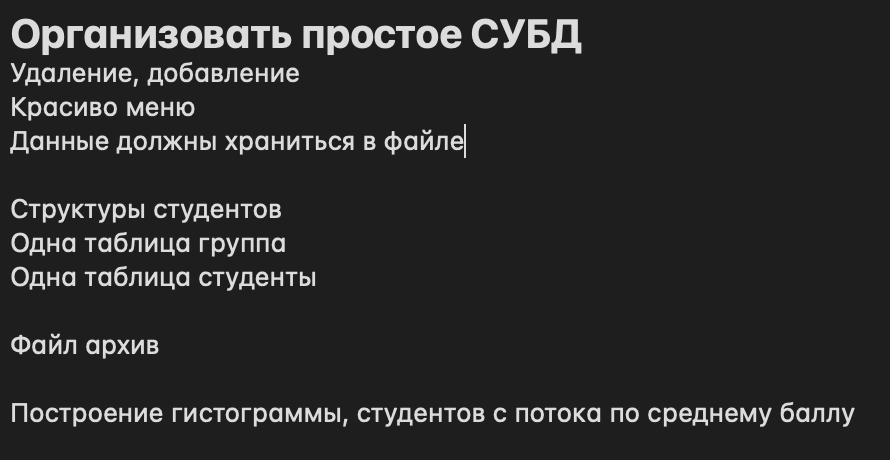 Организовать простое СУБД
Удаление, добавление
Красиво меню
Данные должны храниться в файле
Структуры студентов
Одна таблица группа
Одна таблица студенты
Файл архив
Построение гистограммы, студентов с потока по среднему баллу